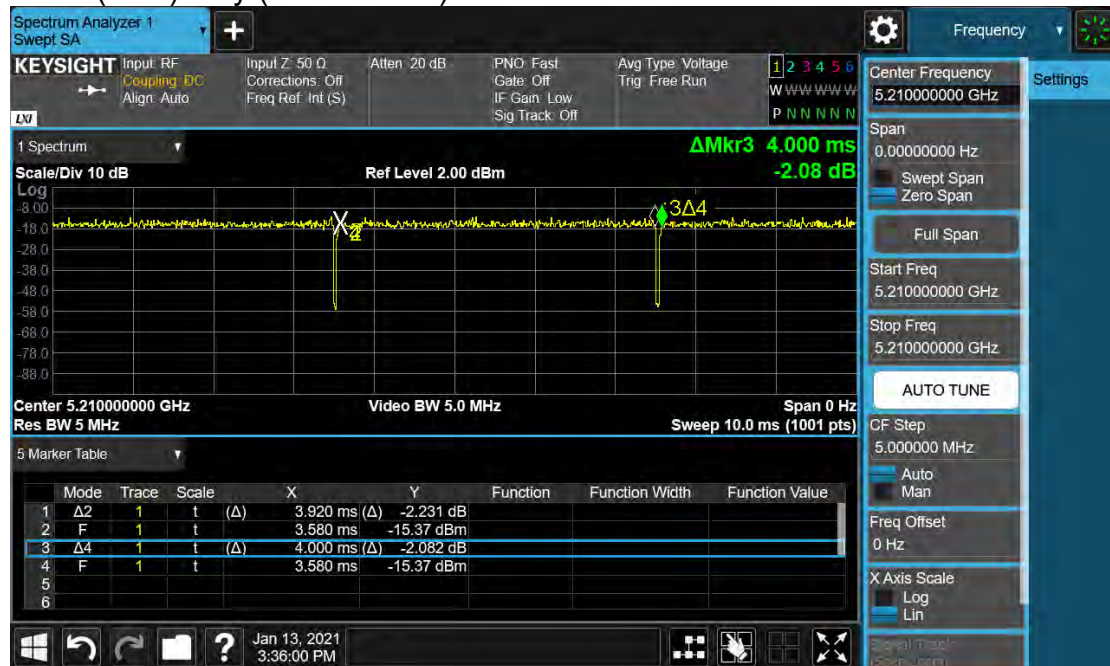 Spectrum Analyzer 1
Swept SA
Frequency
KEYSIGHT
Input: RF
Coupling: DC
Align: Auto
Input Z: 50 Ω
Corrections: Off
Freq Ref: Int (S)
Atten: 20 dB
PNO: Fast
Gate: Off
IF Gain: Low
Sig Track: Off
Avg Type: Voltage
Trig: Free Run
1 2 3 4 5 6
W W W W W W
P N N N N N
LXI
1 Spectrum
ΔMkr3 4.000 ms
Scale/Div 10 dB
Ref Level 2.00 dBm
-2.08 dB
Log
-8.00
-18.0
-28.0
-38.0
-48.0
-58.0
-68.0
-78.0
-88.0
3Δ4
Center 5.210000000 GHz
Video BW 5.0 MHz
Span 0 Hz
Res BW 5 MHz
Sweep 10.0 ms (1001 pts)
5 Marker Table
Mode Trace Scale X Y Function Function Width Function Value
1 Δ2 1 t (Δ) 3.920 ms (Δ) -2.231 dB
2 F 1 t 3.580 ms -15.37 dBm
3 Δ4 1 t (Δ) 4.000 ms (Δ) -2.082 dB
4 F 1 t 3.580 ms -15.37 dBm
5
6
?
Jan 13, 2021
3:36:00 PM
Center Frequency
5.210000000 GHz
Settings
Span
0.00000000 Hz
Swept Span
Zero Span
Full Span
Start Freq
5.210000000 GHz
Stop Freq
5.210000000 GHz
AUTO TUNE
CF Step
5.000000 MHz
Auto
Man
Freq Offset
0 Hz
X Axis Scale
Log
Lin